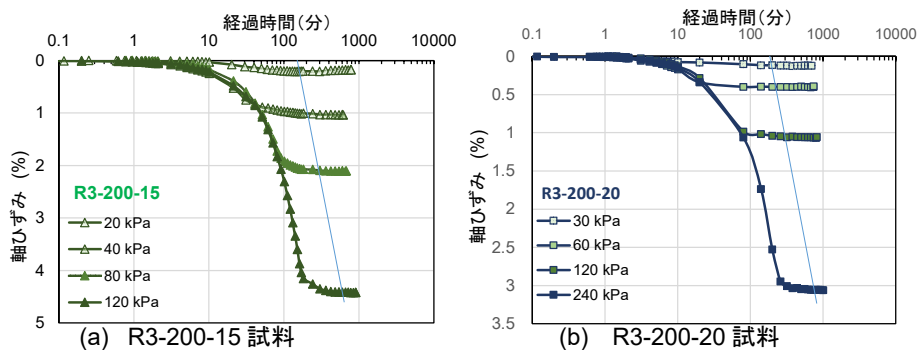 経過時間(分)
0.1 1 10 100 1000 10000
0
1
2
3
4
5
軸ひずみ (%)
R3-200-15
20 kPa
40 kPa
80 kPa
120 kPa
(a) R3-200-15 試料
経過時間(分)
0.1 1 10 100 1000 10000
0
0.5
1.0
1.5
2.0
2.5
3.0
3.5
軸ひずみ (%)
R3-200-20
30 kPa
60 kPa
120 kPa
240 kPa
(b) R3-200-20 試料